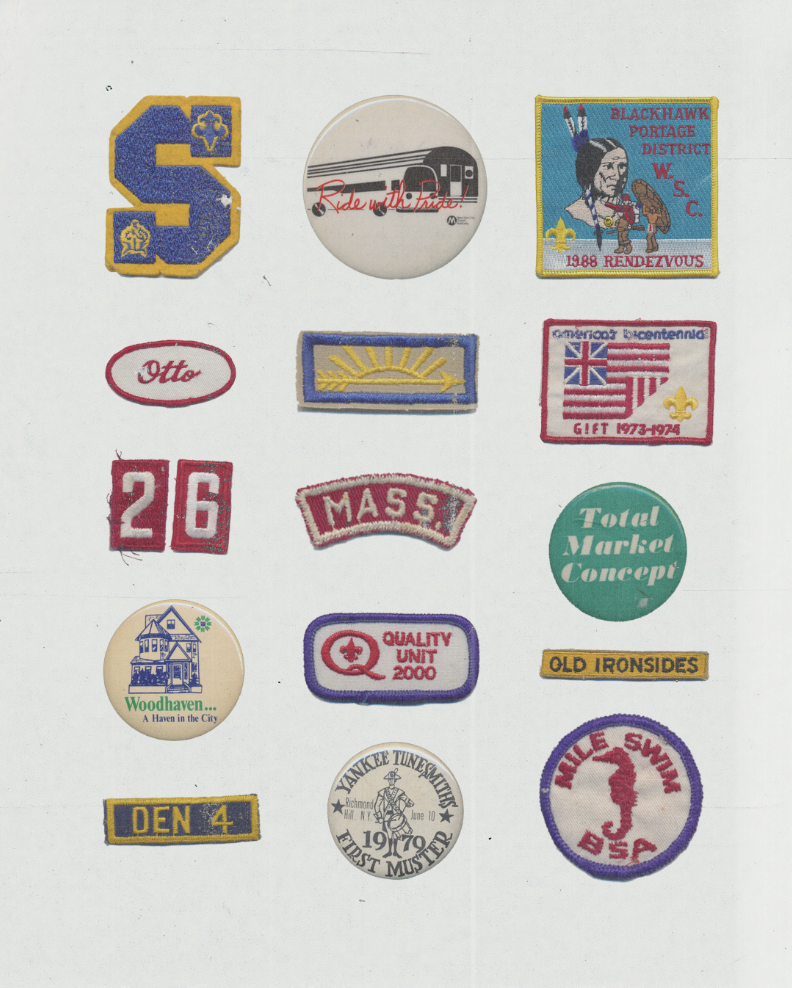 S
Ride with Pride!
M
BLACKHAWK
PORTAGE
DISTRICT
W.
S.
C.
1988 RENDEZVOUS
Otto
america's bicentennial
GIFT 1973-1974
2 6
MASS.
Total
Market
Concept
Woodhaven...
A Haven in the City
Q
QUALITY
UNIT
2000
OLD IRONSIDES
DEN 4
YANKEE TUNESMITHS
Richmond
Hill, N.Y.
June 10
1979
FIRST MUSTER
MILE SWIM
BSA